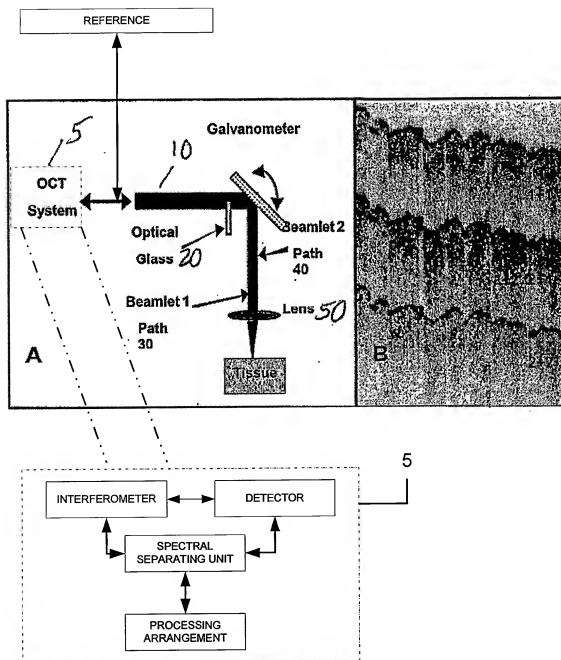 REFERENCE
5
10
Galvanometer
OCT
System
Optical
Glass 20
Beamlet 2
Path
40
Beamlet 1
Path
30
Lens 50
Tissue
A
B
5
INTERFEROMETER
DETECTOR
SPECTRAL
SEPARATING UNIT
PROCESSING
ARRANGEMENT